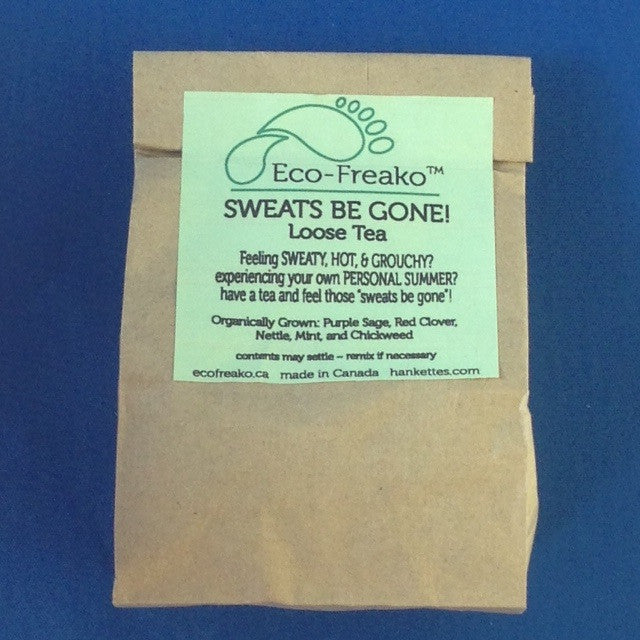 Eco-Freako™
SWEATS BE GONE!
Loose Tea
Feeling SWEATY, HOT, & GROUCHY?
experiencing your own PERSONAL SUMMER?
have a tea and feel those "sweats be gone"!
Organically Grown: Purple Sage, Red Clover,
Nettle, Mint, and Chickweed
contents may settle – remix if necessary
ecofreako.ca made in Canada hankettes.com